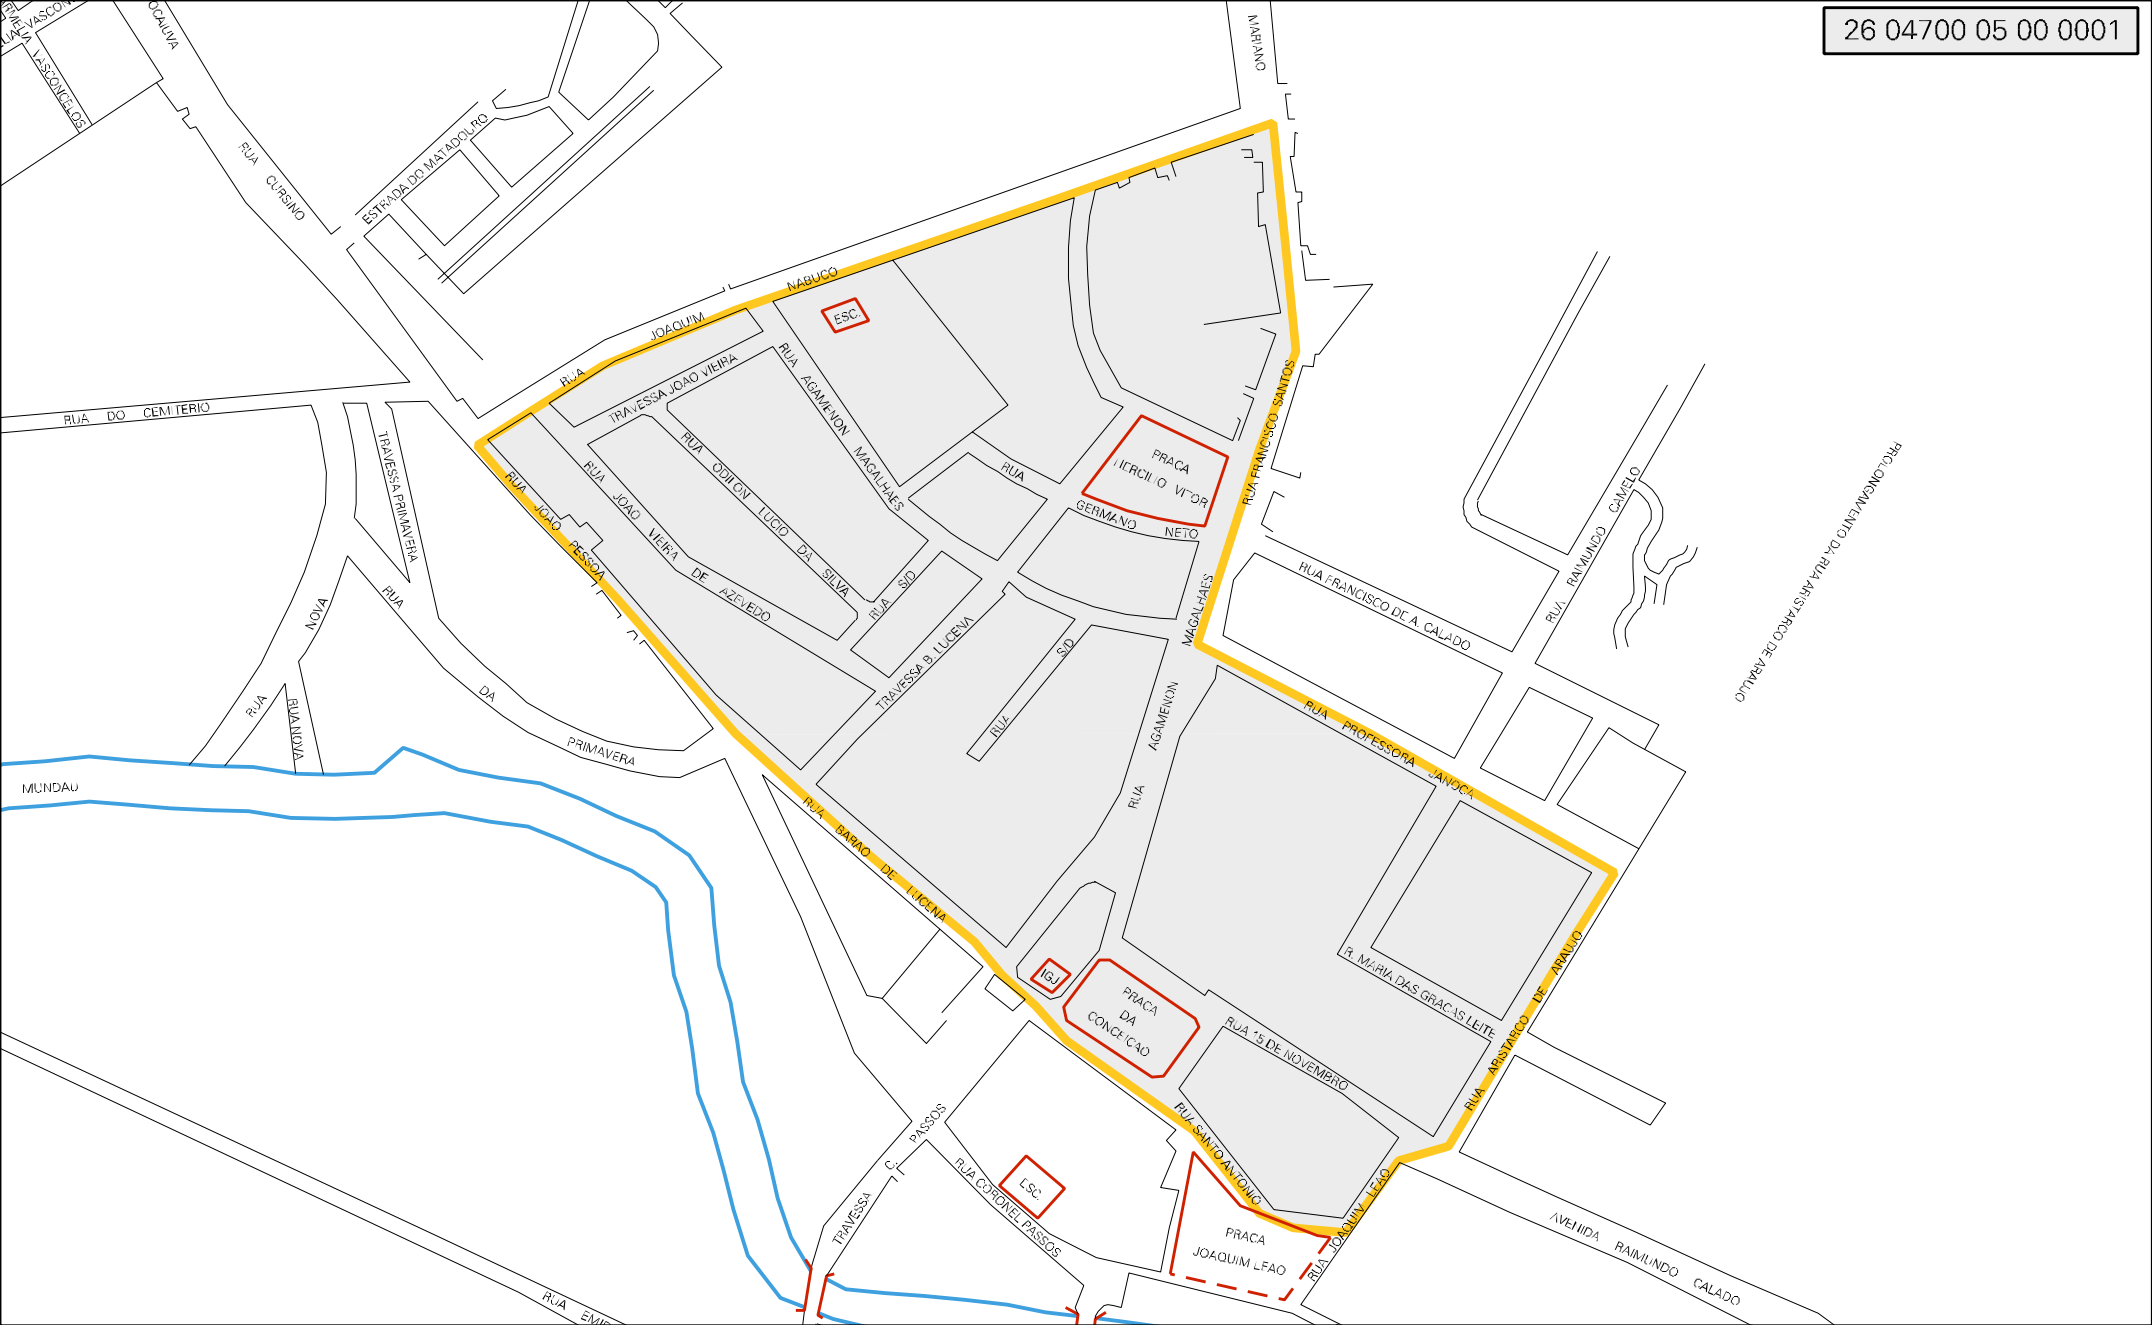 26 04700 05 00 0001
MARIANO
OCAIUVA
VASCONCELOS
RUA CURSINO
ESTRADA DO MATADOURO
RUA JOAQUIM NABUCO
ESC.
RUA DO CEMITERIO
TRAVESSA PRIMAVERA
TRAVESSA JOAO VIEIRA
RUA AGAMENON MAGALHAES
RUA ODILON LUCIO DA SILVA
RUA JOAO VIEIRA DE AZEVEDO
RUA JOAO PESSOA
RUA S/D
TRAVESSA B. LUCENA
RUA S/D
RUA GERMANO NETO
PRACA
HERCILIO VITOR
RUA FRANCISCO SANTOS
RUA FRANCISCO DE A. CALADO
RUA RAIMUNDO CAMELO
PROLONGAMENTO DA RUA ARISTARCO DE ARAUJO
RUA AGAMENON MAGALHAES
RUA PROFESSORA JANOCA
RUA NOVA
RUA NOVA
RUA DA PRIMAVERA
MUNDAU
RUA BARAO DE LUCENA
IGJ
PRACA
DA
CONCEICAO
RUA 15 DE NOVEMBRO
R. MARIA DAS GRACAS LEITE
RUA ARISTARCO DE ARAUJO
RUA SANTO ANTONIO
RUA JOAQUIM LEAO
PRACA
JOAQUIM LEAO
ESC.
RUA CORONEL PASSOS
TRAVESSA C. PASSOS
AVENIDA RAIMUNDO CALADO
RUA